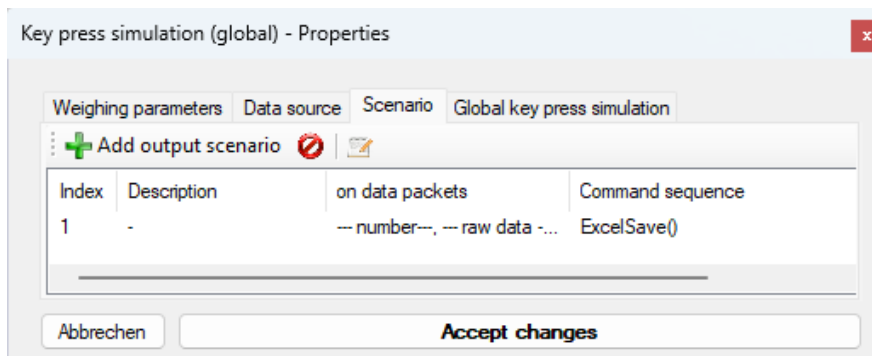 Key press simulation (global) - Properties
x
Weighing parameters Data source Scenario Global key press simulation
Add output scenario
Index Description on data packets Command sequence
1 - --- number---, --- raw data -... ExcelSave()
Abbrechen Accept changes